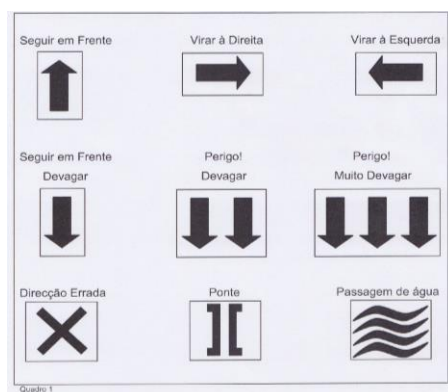 Seguir em Frente
Virar à Direita
Virar à Esquerda
Seguir em Frente
Devagar
Perigo!
Devagar
Perigo!
Muito Devagar
Direcção Errada
Ponte
Passagem de água
Quadro 1